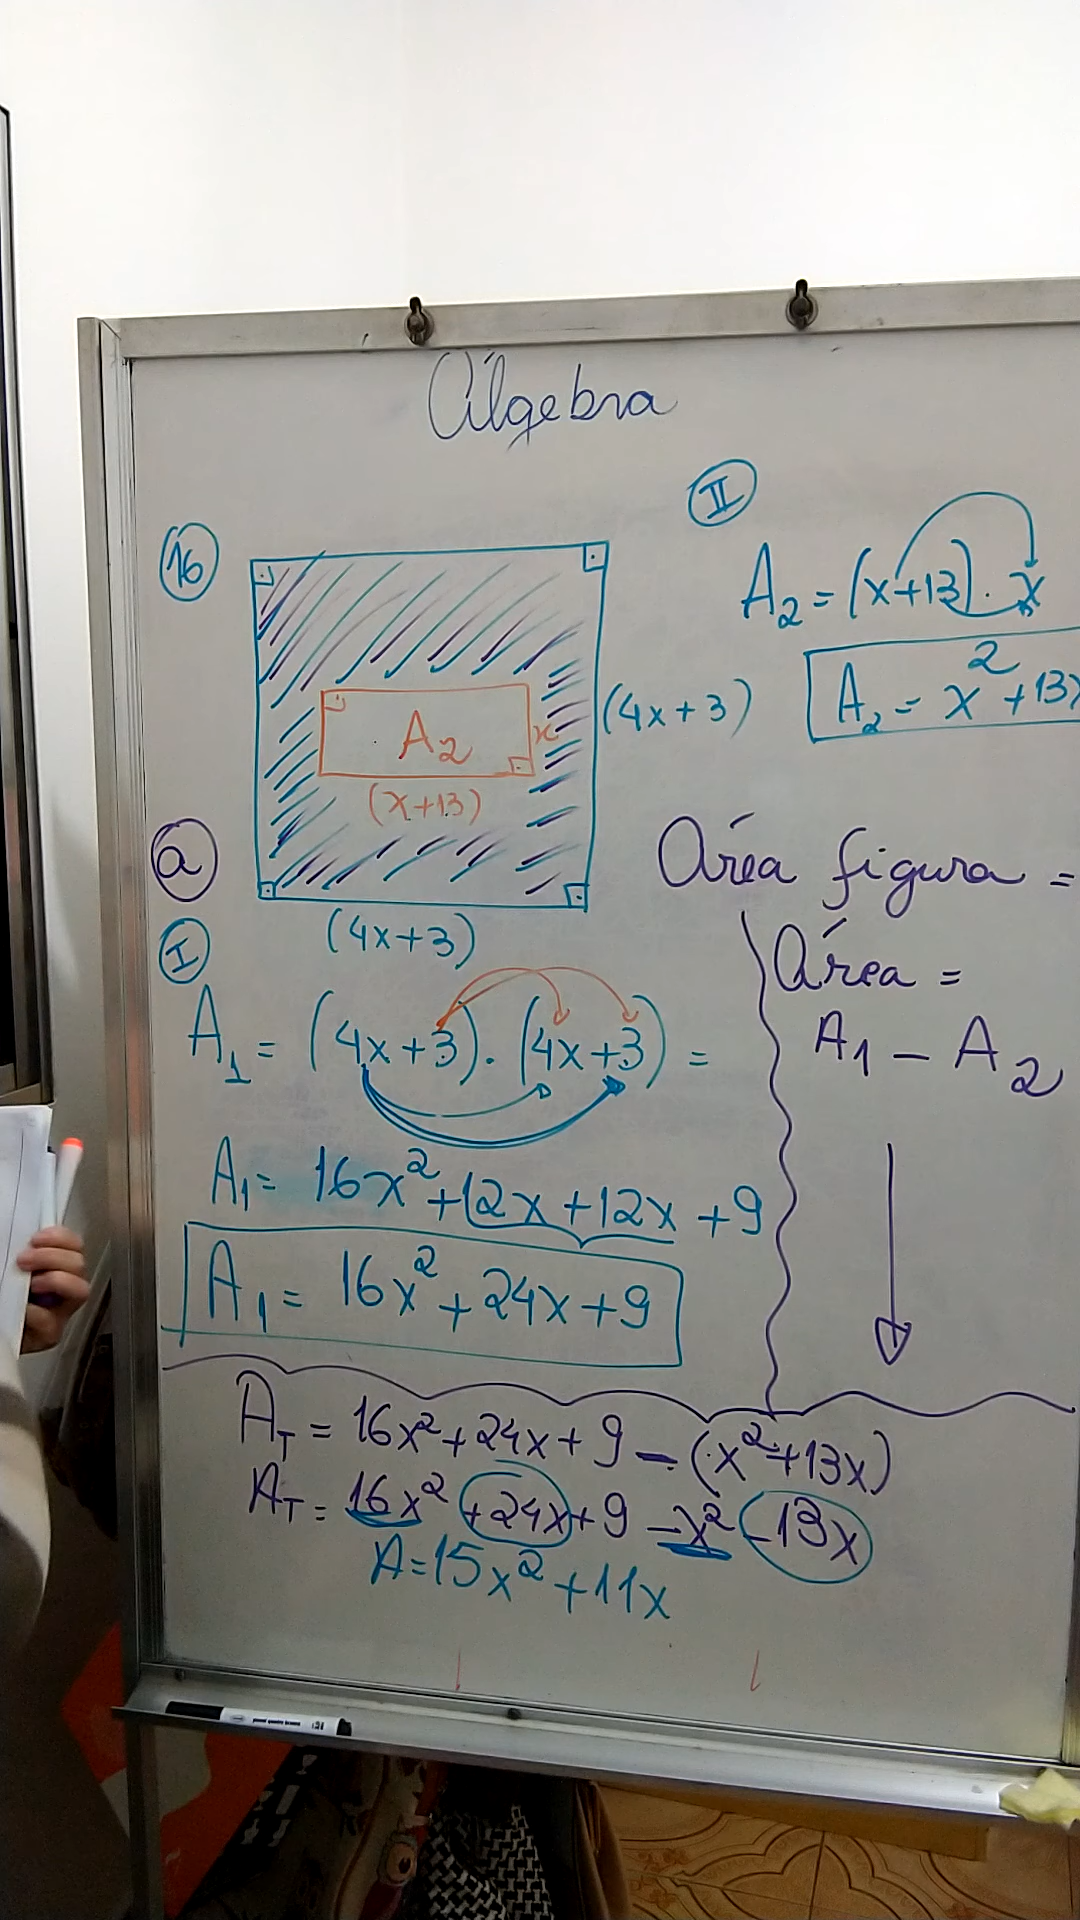 Álgebra
16
A₂
x
(x+13)
(4x+3)
(4x+3)
a
I
A₁ = (4x+3).(4x+3) =
A₁ = 16x²+12x+12x+9
A₁ = 16x²+24x+9
II
A₂ = (x+13).x
A₂ = x²+13x
Área figura =
Área =
A₁ - A₂
A_T = 16x²+24x+9-(x²+13x)
A_T = 16x²+24x+9-x²-13x
A=15x²+11x